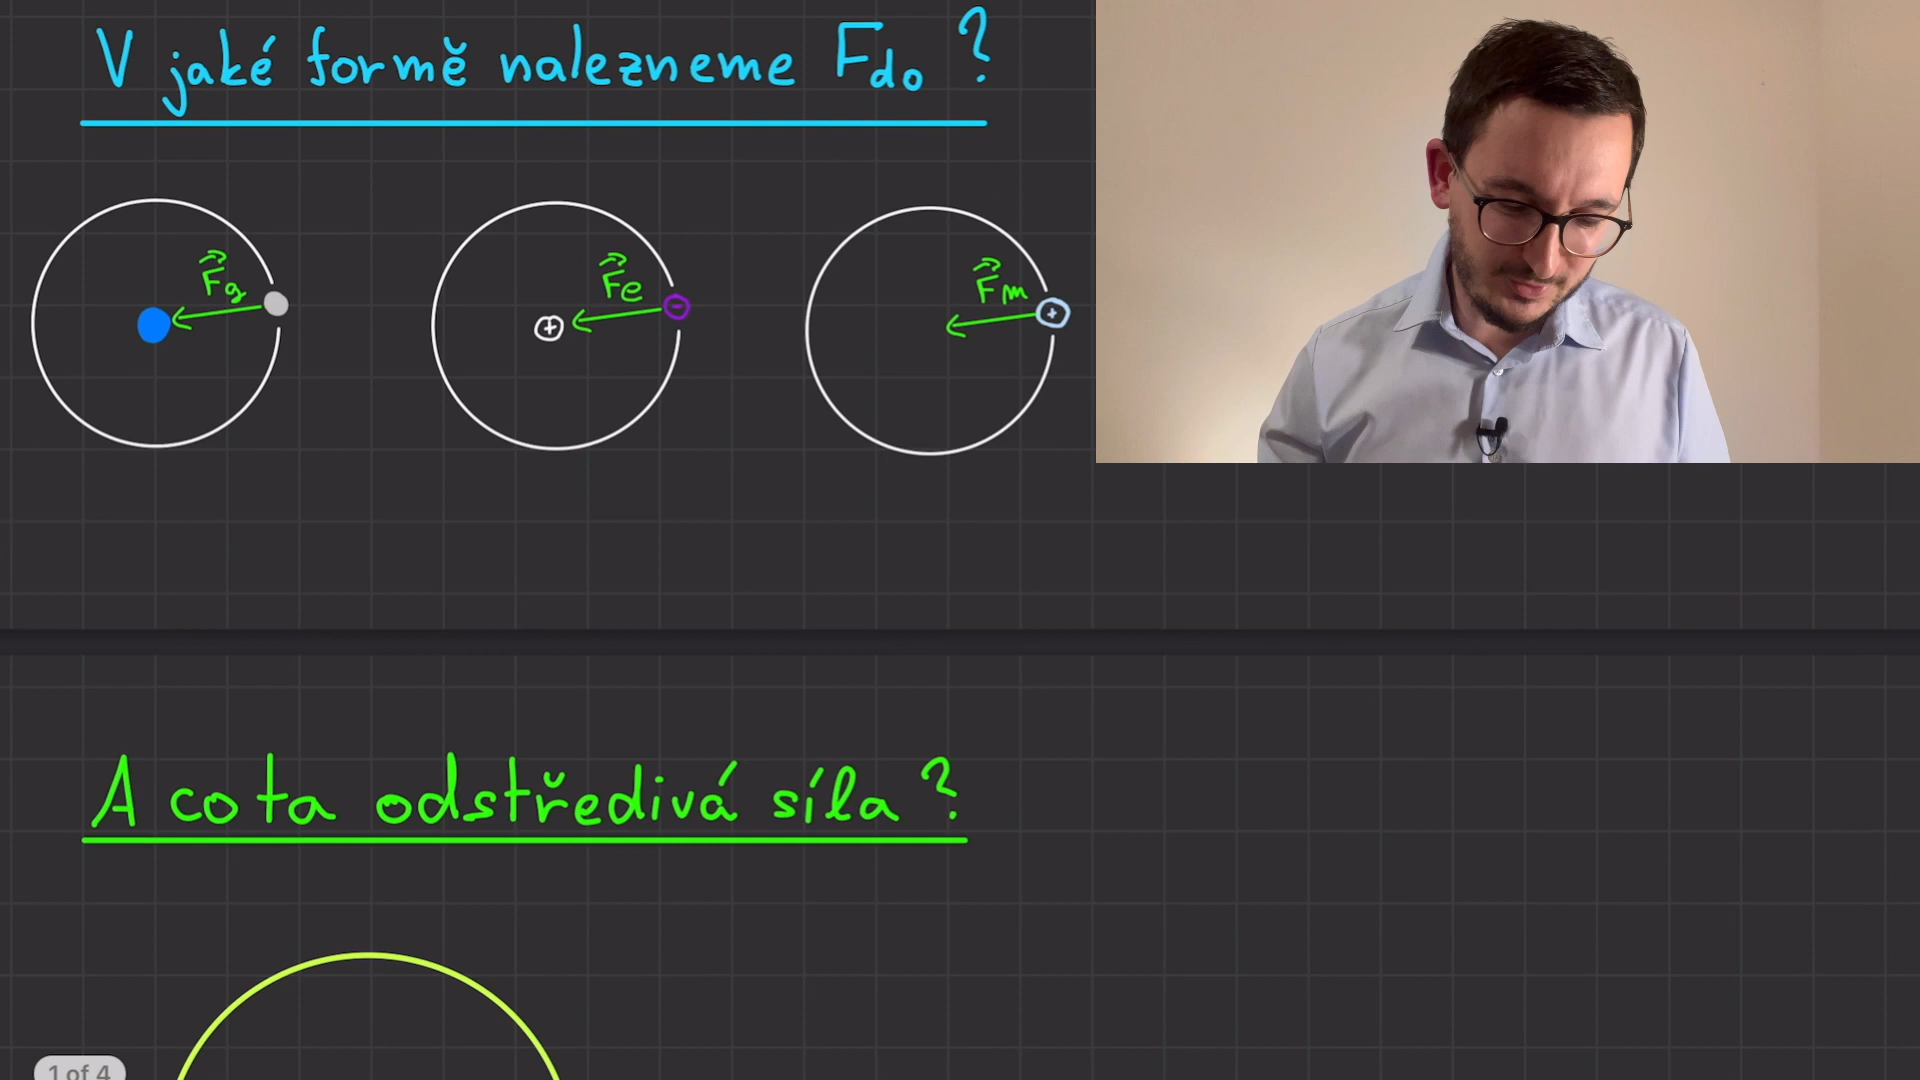 V jaké formě nalezneme Fdo ?
Fg
Fe
Fm
+
-
+
A co ta odstředivá síla ?
1 of 4